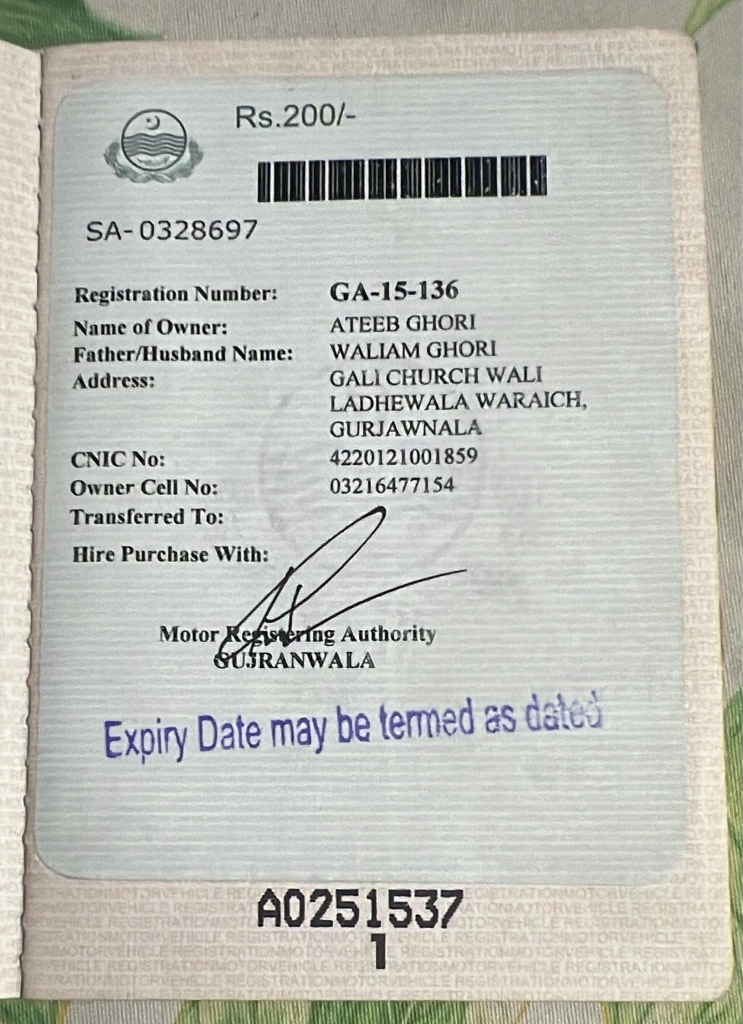 Rs.200/-
SA-0328697
Registration Number: GA-15-136
Name of Owner: ATEEB GHORI
Father/Husband Name: WALIAM GHORI
Address: GALI CHURCH WALI
LADHEWALA WARAICH,
GURJAWNALA
CNIC No: 4220121001859
Owner Cell No: 03216477154
Transferred To:
Hire Purchase With:
Motor Registering Authority
GUJRANWALA
Expiry Date may be termed as dated
A0251537
1